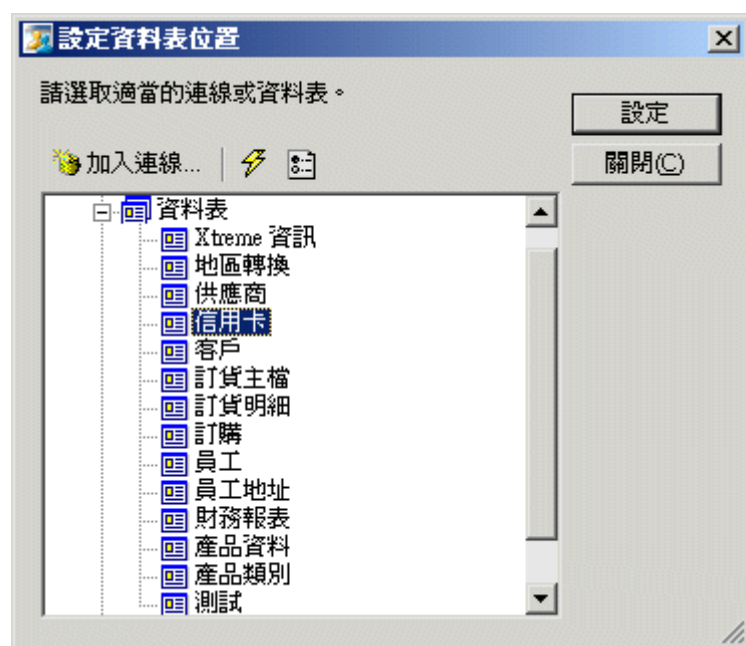 設定資料表位置
請選取適當的連線或資料表。
設定
加入連線...
關閉(C)
資料表
Xtreme 資訊
地區轉換
供應商
信用卡
客戶
訂貨主檔
訂貨明細
訂購
員工
員工地址
財務報表
產品資料
產品類別
測試